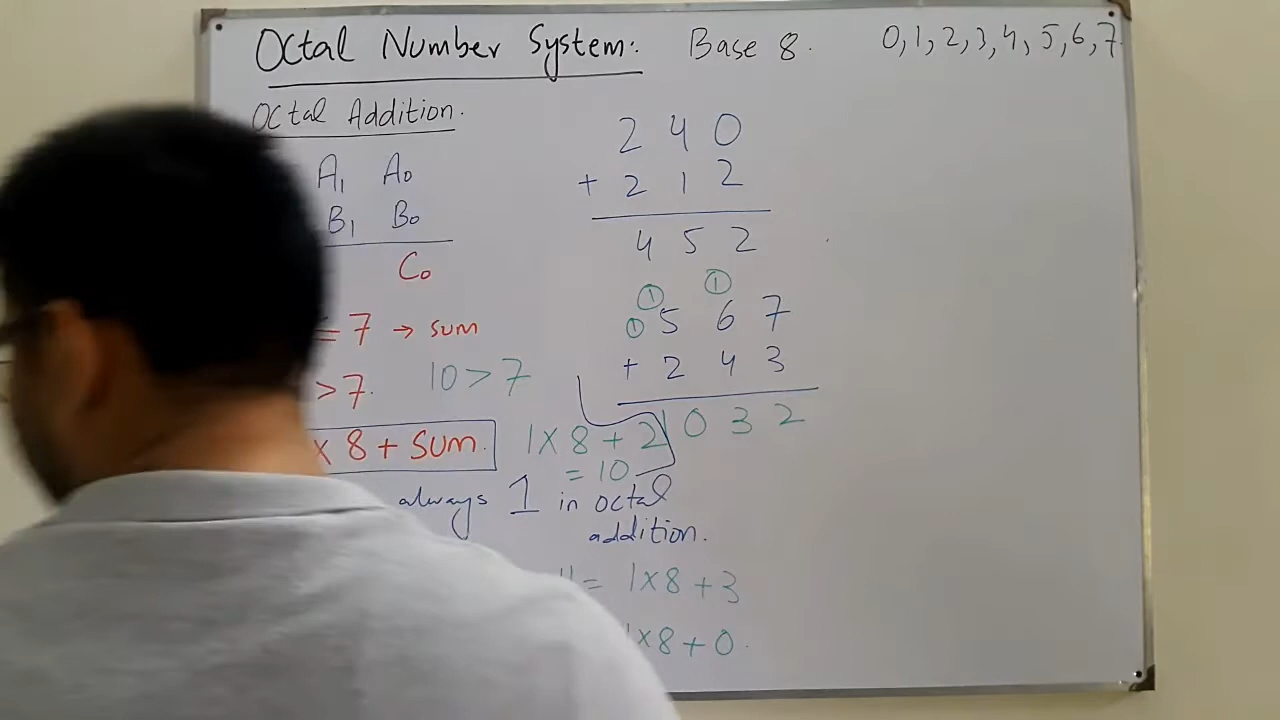 Octal Number System:. Base 8. 0, 1, 2, 3, 4, 5, 6, 7.
Octal Addition.
A₁ A₀
B₁ B₀
C₀
= 7 → sum
> 7. 10 > 7
x 8 + Sum.
always 1 in octal
addition.
2 4 0
+ 2 1 2
4 5 2
① ①
① 5 6 7
+ 2 4 3
1 0 3 2
1 x 8 + 2
= 10
11 = 1 x 8 + 3
1 x 8 + 0.